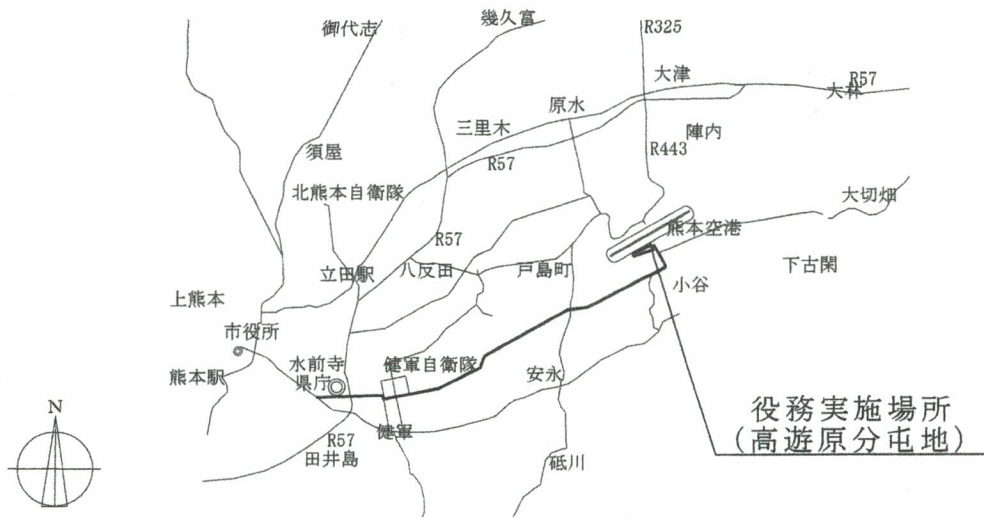 幾久富
御代志
R325
大津
R57
大林
原水
三里木
陣内
須屋
R57
R443
北熊本自衛隊
大切畑
熊本空港
R57
立田駅
八反田
戸島町
下古閑
小谷
上熊本
市役所
水前寺
県庁
健軍自衛隊
熊本駅
安永
N
役務実施場所
(高遊原分屯地)
R57
健軍
田井島
砥川